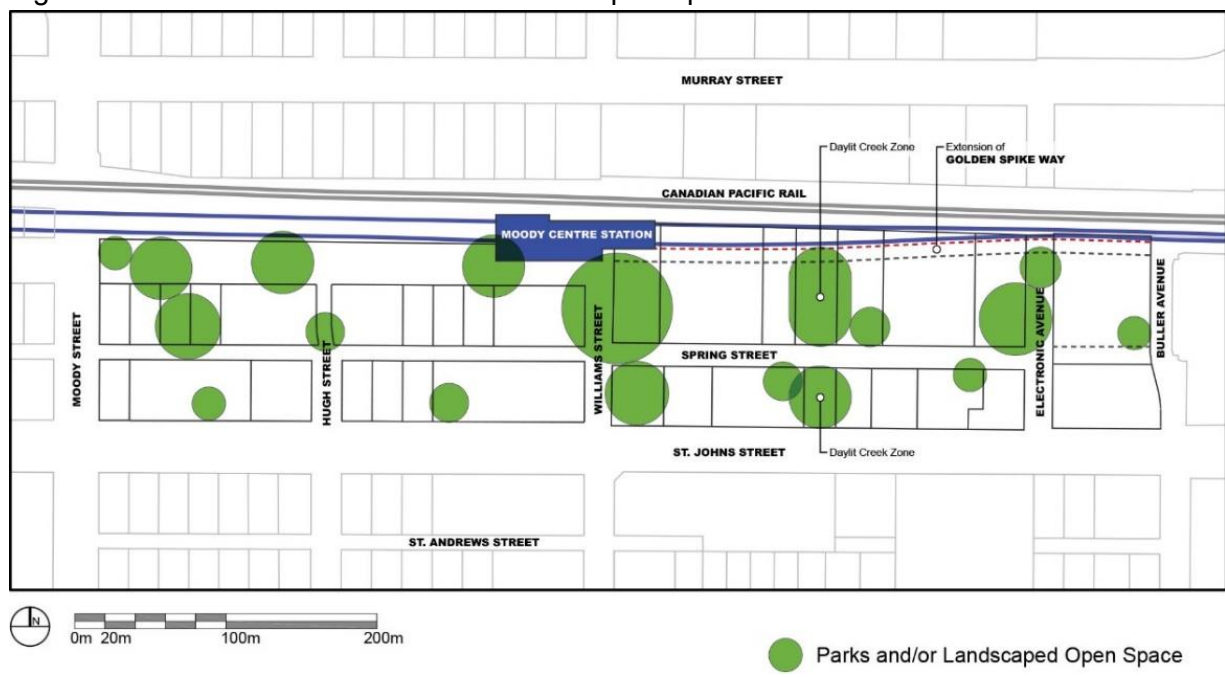 MURRAY STREET
Daylit Creek Zone
Extension of
GOLDEN SPIKE WAY
CANADIAN PACIFIC RAIL
MOODY CENTRE STATION
MOODY STREET
HUGH STREET
WILLIAMS STREET
SPRING STREET
ELECTRONIC AVENUE
BULLER AVENUE
ST. JOHNS STREET
Daylit Creek Zone
ST. ANDREWS STREET
N
0m 20m 100m 200m
Parks and/or Landscaped Open Space